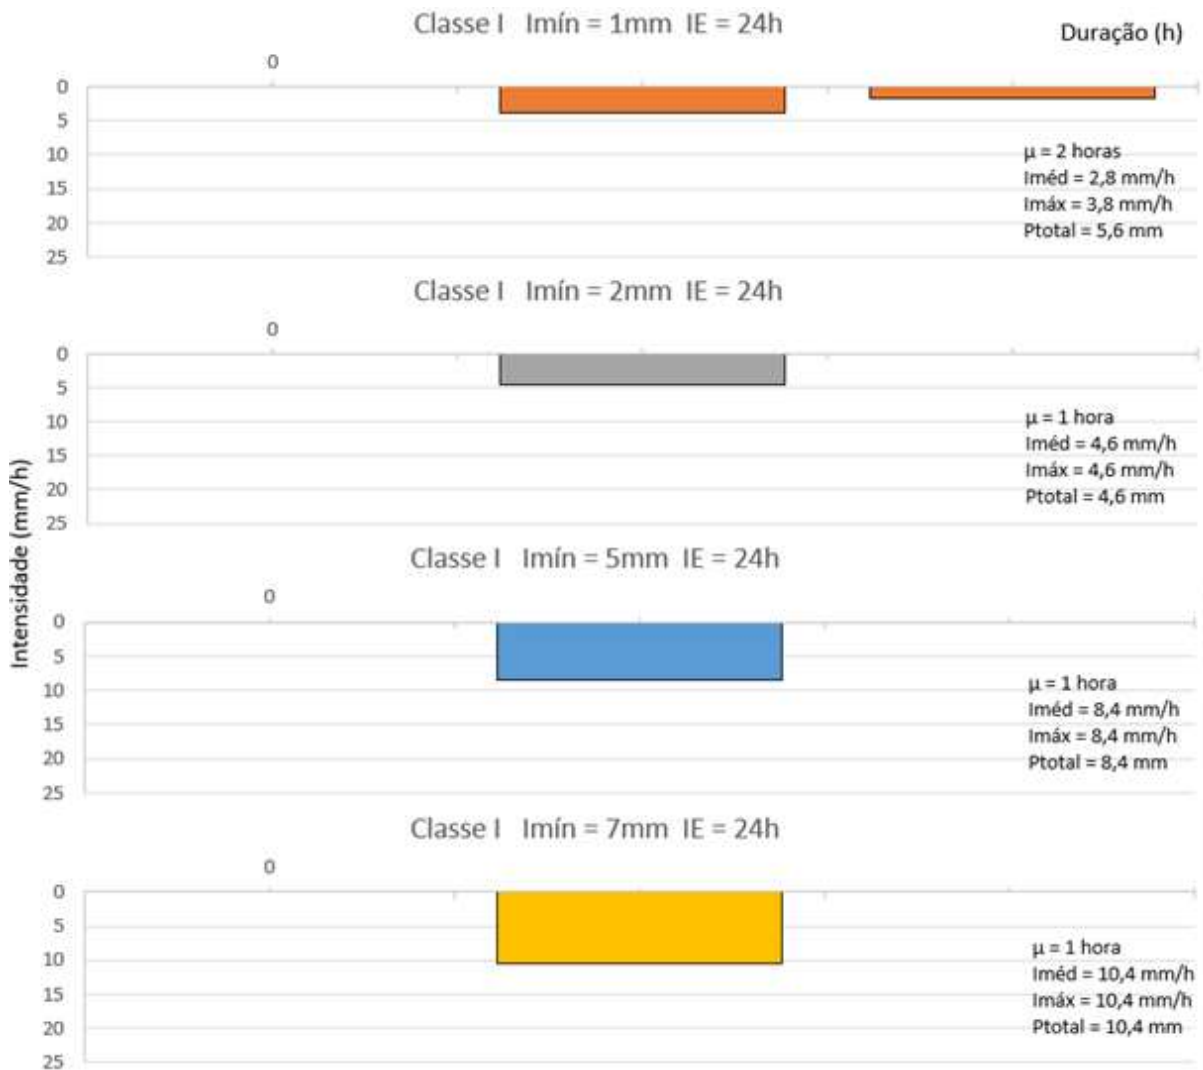 Classe I Imín = 1mm IE = 24h
Duração (h)
0
0
5
10
15
20
25
µ = 2 horas
Iméd = 2,8 mm/h
Imáx = 3,8 mm/h
Ptotal = 5,6 mm
Classe I Imín = 2mm IE = 24h
0
0
5
10
15
20
25
µ = 1 hora
Iméd = 4,6 mm/h
Imáx = 4,6 mm/h
Ptotal = 4,6 mm
Intensidade (mm/h)
Classe I Imín = 5mm IE = 24h
0
0
5
10
15
20
25
µ = 1 hora
Iméd = 8,4 mm/h
Imáx = 8,4 mm/h
Ptotal = 8,4 mm
Classe I Imín = 7mm IE = 24h
0
0
5
10
15
20
25
µ = 1 hora
Iméd = 10,4 mm/h
Imáx = 10,4 mm/h
Ptotal = 10,4 mm